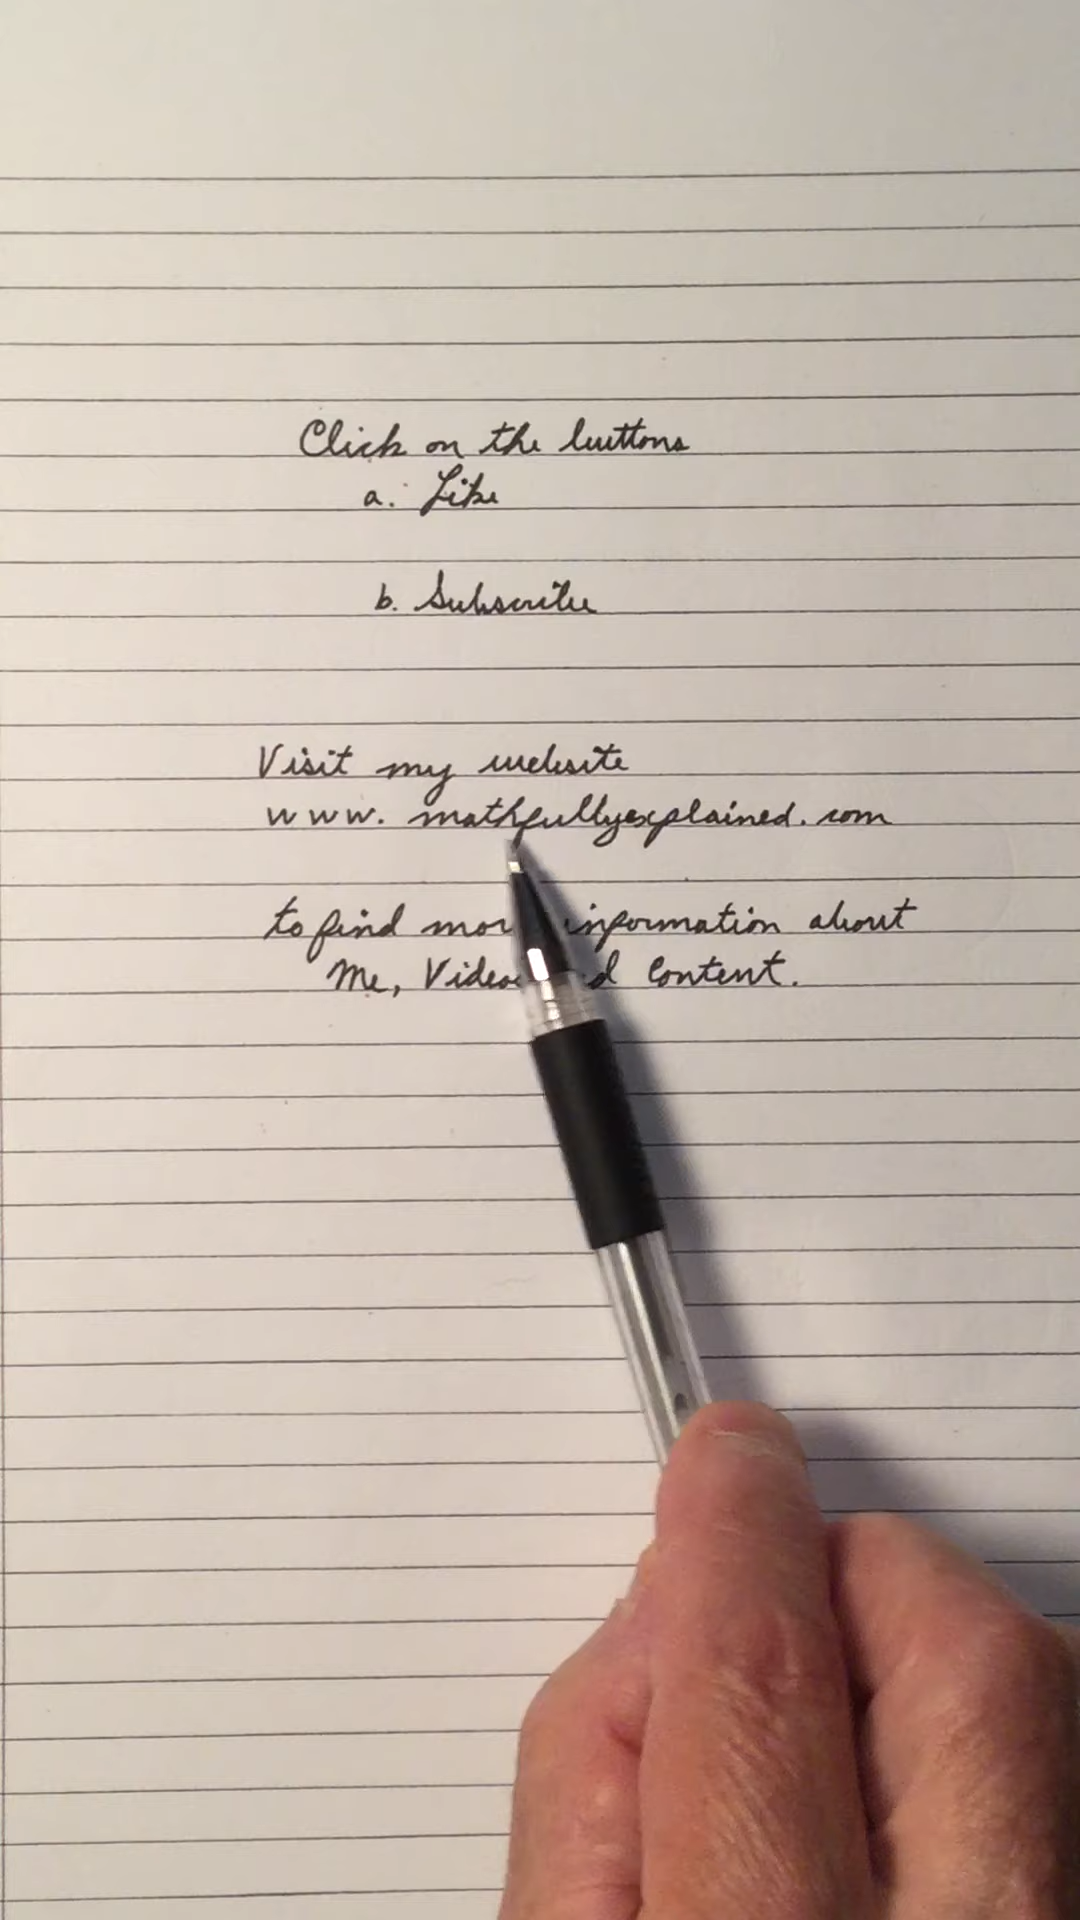 Click on the buttons
a. Like
b. Subscribe
Visit my website
www.mathfullyexplained.com
to find more information about
Me, Video content.